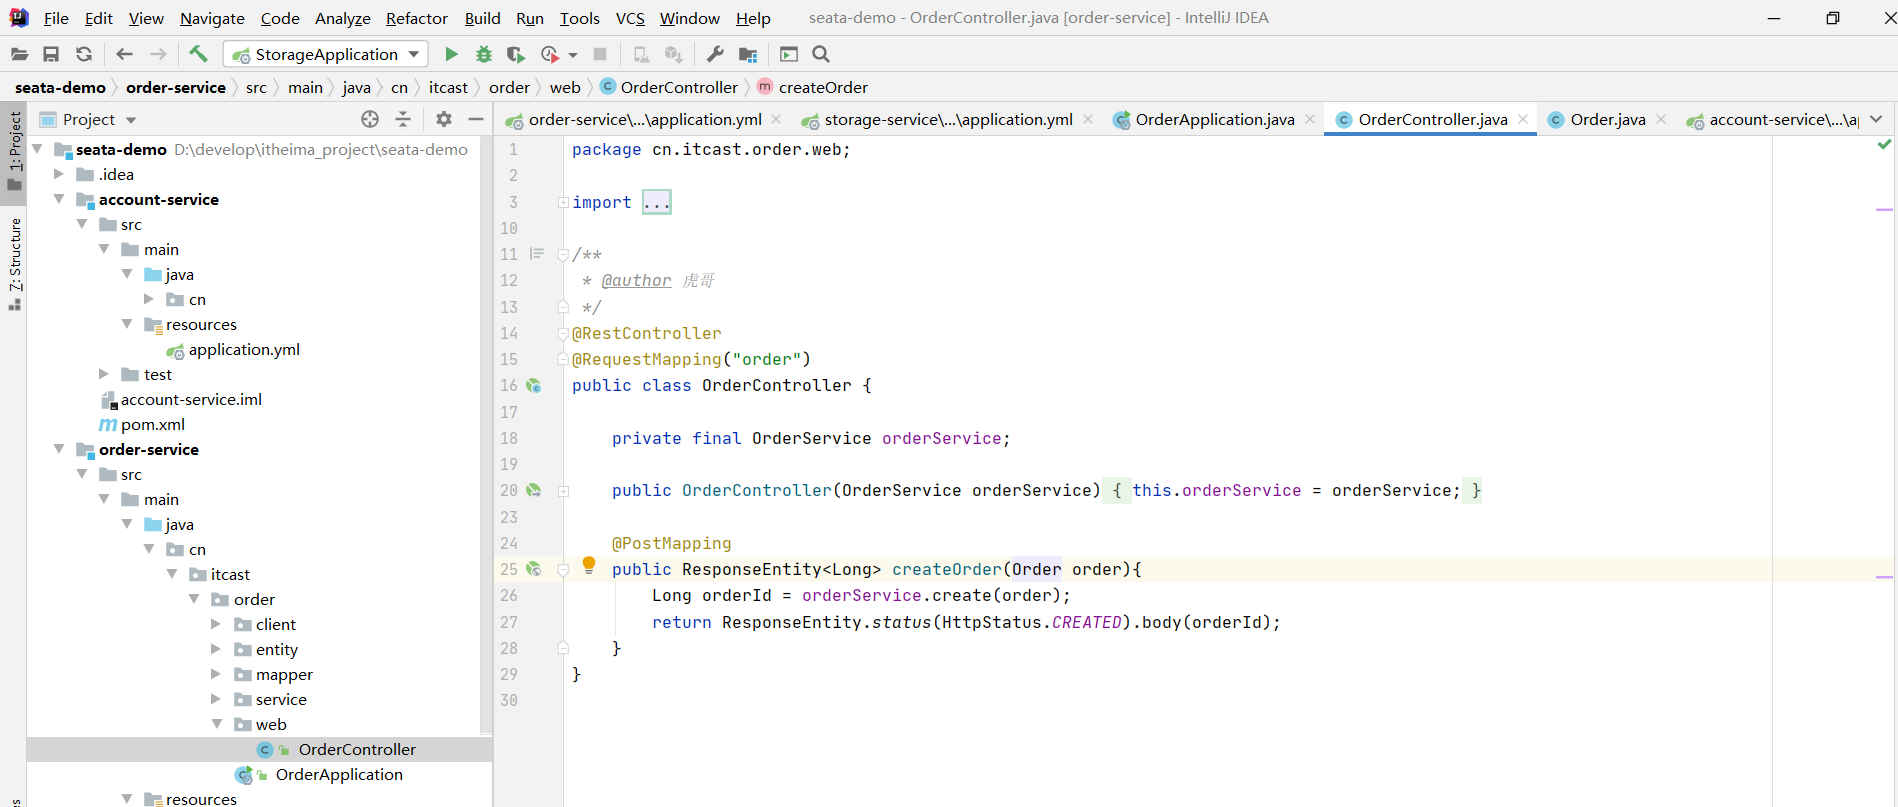 File Edit View Navigate Code Analyze Refactor Build Run Tools VCS Window Help seata-demo - OrderController.java [order-service] - IntelliJ IDEA
StorageApplication
seata-demo order-service src main java cn itcast order web OrderController createOrder
1: Project
7: Structure
Project
seata-demo D:\develop\itheima_project\seata-demo
.idea
account-service
src
main
java
cn
resources
application.yml
test
account-service.iml
pom.xml
order-service
src
main
java
cn
itcast
order
client
entity
mapper
service
web
OrderController
OrderApplication
resources
order-service\...\application.yml storage-service\...\application.yml OrderApplication.java OrderController.java Order.java account-service\...\a
1 package cn.itcast.order.web;
2
3 import ...
10
11 /**
12 * @author 虎哥
13 */
14 @RestController
15 @RequestMapping("order")
16 public class OrderController {
17
18 private final OrderService orderService;
19
20 public OrderController(OrderService orderService) { this.orderService = orderService; }
23
24 @PostMapping
25 public ResponseEntity<Long> createOrder(Order order){
26 Long orderId = orderService.create(order);
27 return ResponseEntity.status(HttpStatus.CREATED).body(orderId);
28 }
29 }
30